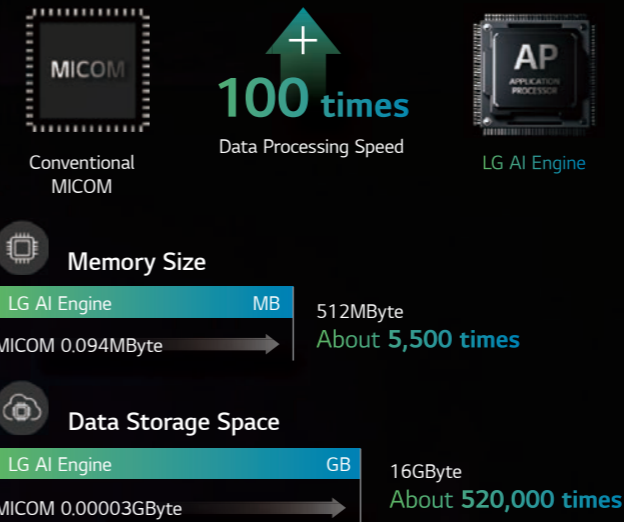 MICOM
+
100 times
Data Processing Speed
AP
APPLICATION
PROCESSOR
Conventional
MICOM
LG AI Engine
Memory Size
LG AI Engine MB
MICOM 0.094MByte
512MByte
About 5,500 times
Data Storage Space
LG AI Engine GB
MICOM 0.00003GByte
16GByte
About 520,000 times